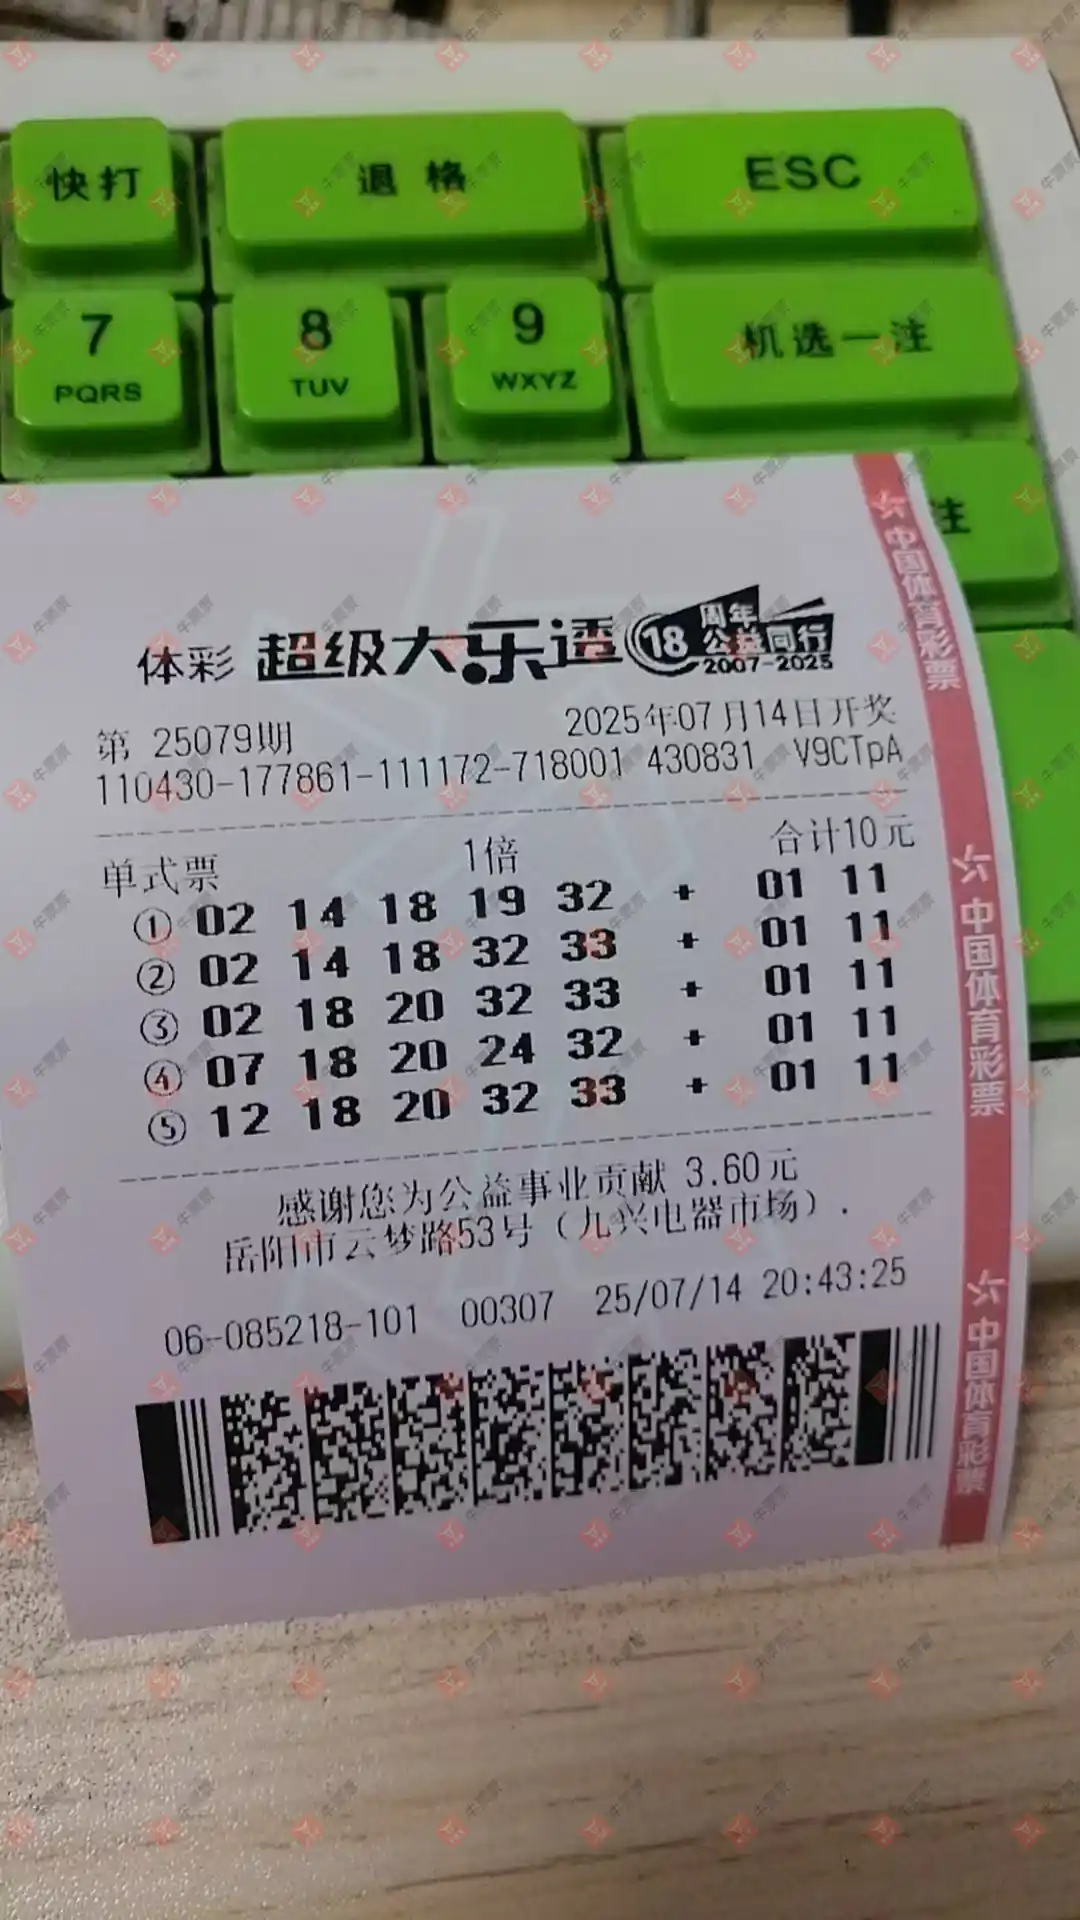 快打 退格 ESC
7 8 9 机选一注
PQRS TUV WXYZ
注
体彩 超级大乐透 18周年 公益同行 2007-2025
第 25079期 2025年07月14日开奖
110430-177861-111172-718001 430831 V9CTpA
单式票 1倍 合计10元
① 02 14 18 19 32 + 01 11
② 02 14 18 32 33 + 01 11
③ 02 18 20 32 33 + 01 11
④ 07 18 20 24 32 + 01 11
⑤ 12 18 20 32 33 + 01 11
感谢您为公益事业贡献 3.60元
岳阳市云梦路53号（九兴电器市场）.
06-085218-101 00307 25/07/14 20:43:25
中国体育彩票
中国体育彩票
中国体育彩票
牛票票